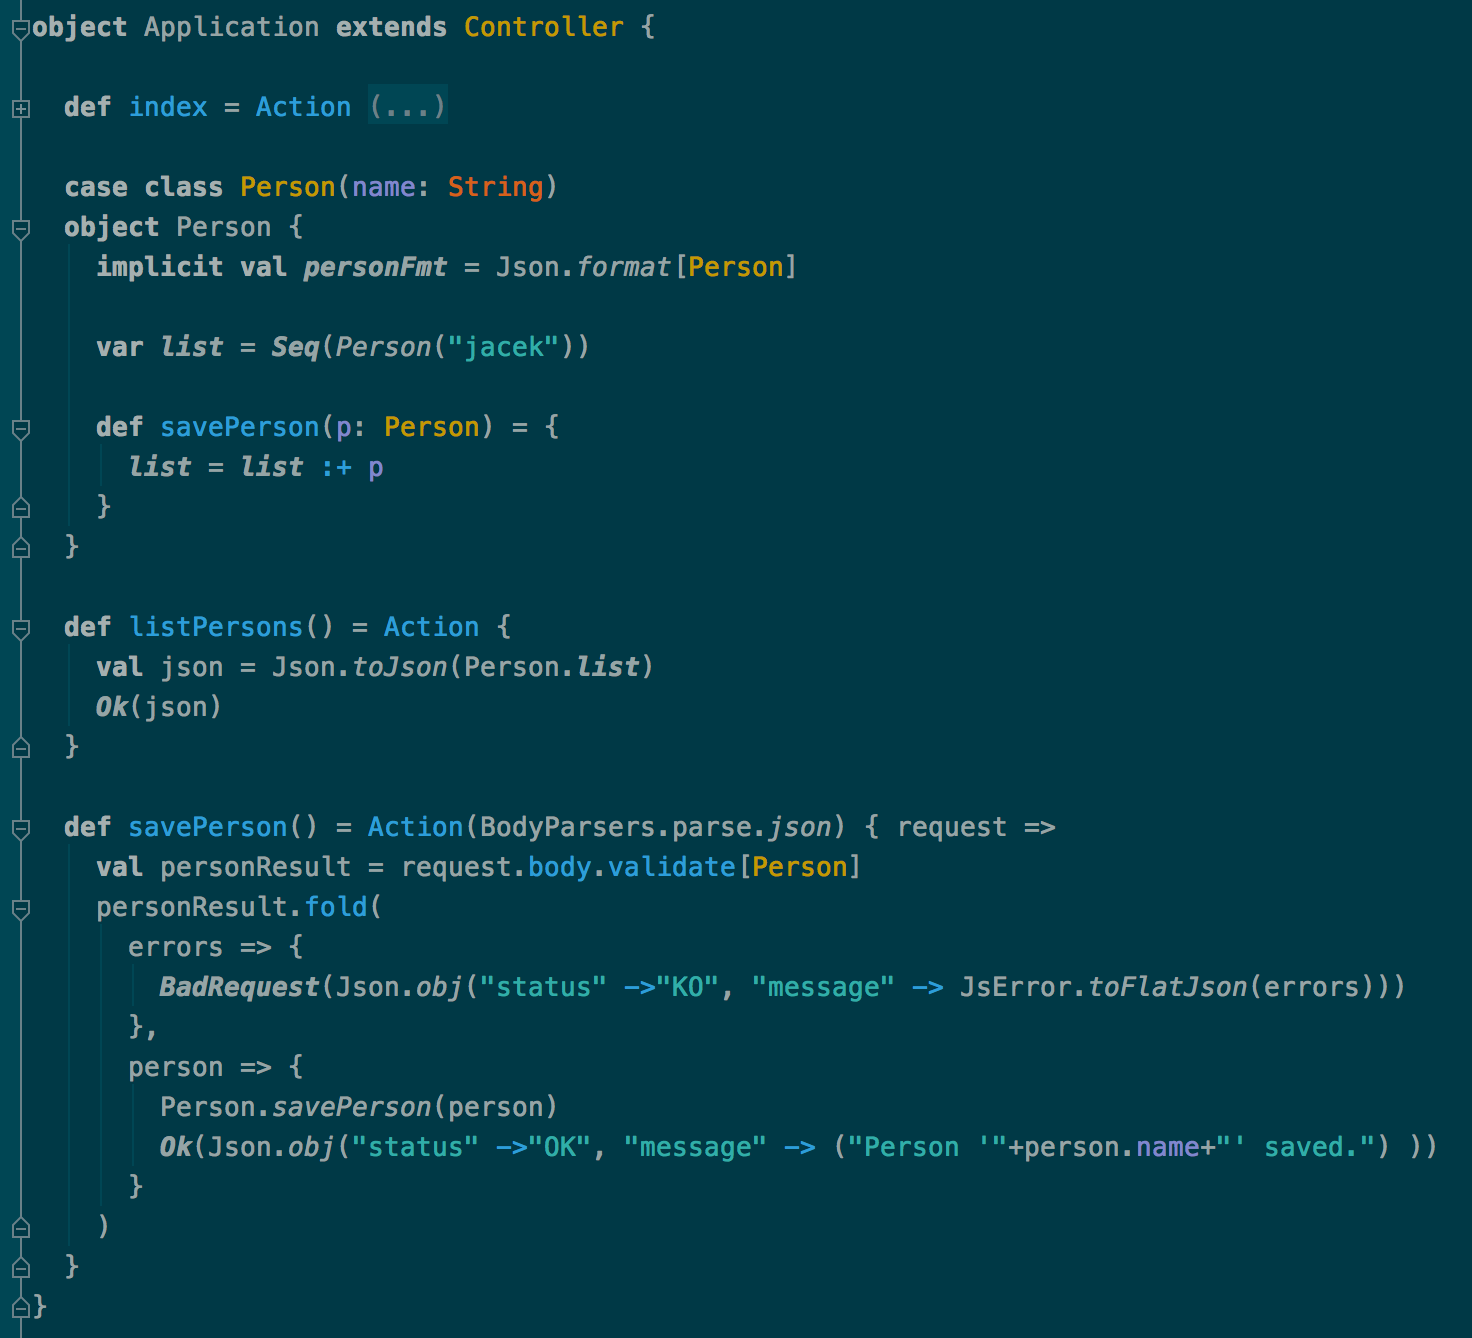 object Application extends Controller {
def index = Action (...)
case class Person(name: String)
object Person {
implicit val personFmt = Json.format[Person]
var list = Seq(Person("jacek"))
def savePerson(p: Person) = {
list = list :+ p
}
}
def listPersons() = Action {
val json = Json.toJson(Person.list)
Ok(json)
}
def savePerson() = Action(BodyParsers.parse.json) { request =>
val personResult = request.body.validate[Person]
personResult.fold(
errors => {
BadRequest(Json.obj("status" ->"KO", "message" -> JsError.toFlatJson(errors)))
},
person => {
Person.savePerson(person)
Ok(Json.obj("status" ->"OK", "message" -> ("Person '"+person.name+"' saved.") ))
}
)
}
}